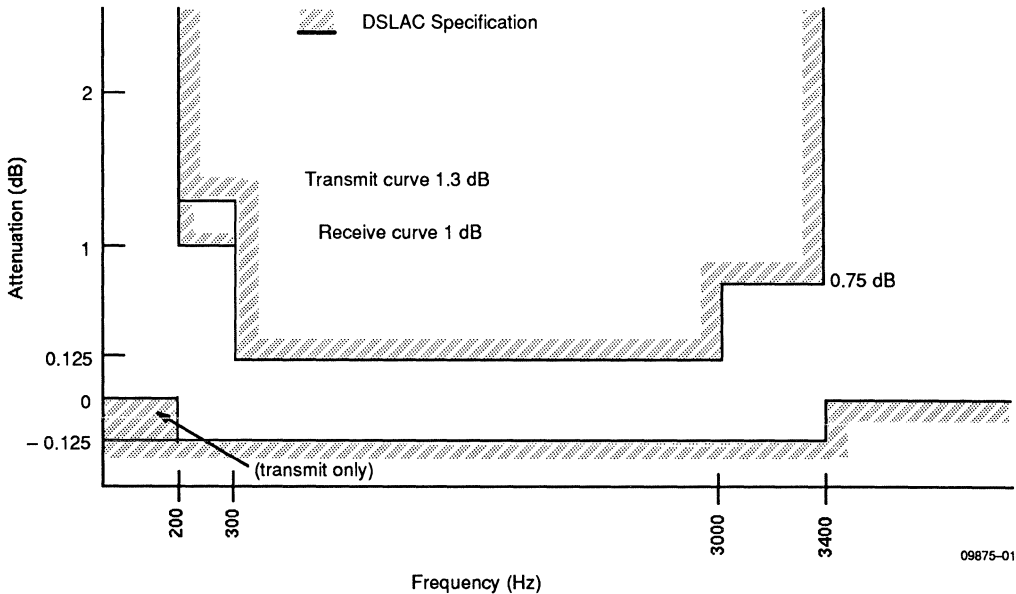 DSLAC Specification
2
Transmit curve 1.3 dB
Receive curve 1 dB
1
0.75 dB
0.125
0
– 0.125
(transmit only)
200
300
3000
3400
Attenuation (dB)
Frequency (Hz)
09875–01